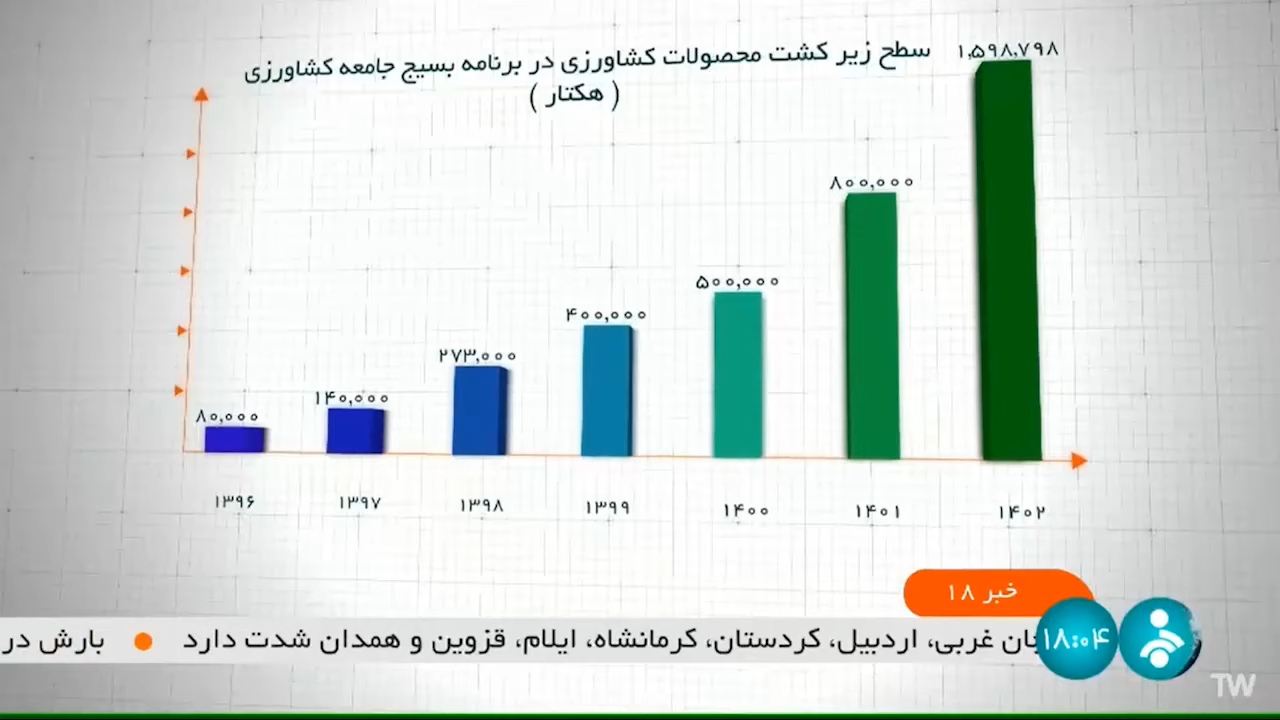 سطح زیر کشت محصولات کشاورزی در برنامه بسیج جامعه کشاورزی
( هکتار )
۱,۵۹۸,۷۹۸
۸۰۰,۰۰۰
۵۰۰,۰۰۰
۴۰۰,۰۰۰
۲۷۳,۰۰۰
۱۴۰,۰۰۰
۸۰,۰۰۰
۱۳۹۶ ۱۳۹۷ ۱۳۹۸ ۱۳۹۹ ۱۴۰۰ ۱۴۰۱ ۱۴۰۲
خبر ۱۸
۱۸:۰۴
غربی، اردبیل، کردستان، کرمانشاه، ایلام، قزوین و همدان شدت دارد ● بارش در
TW